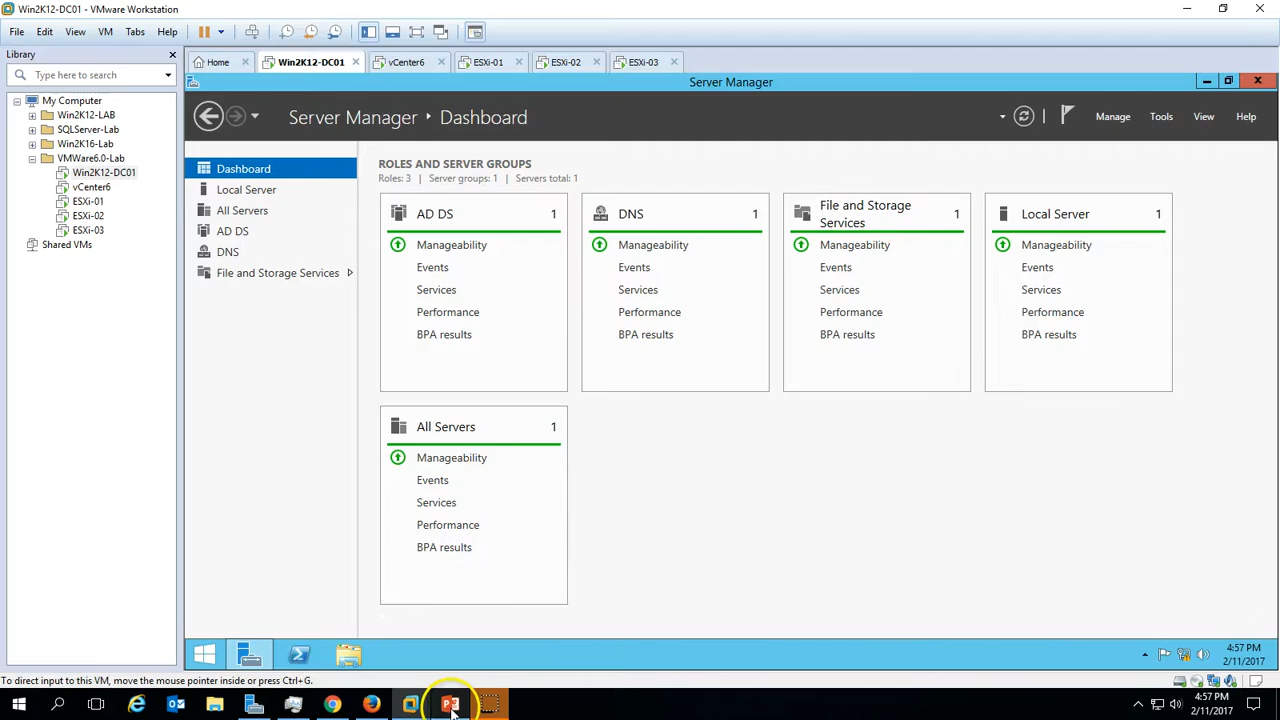 Win2K12-DC01 - VMware Workstation
File Edit View VM Tabs Help
Library
Type here to search
My Computer
Win2K12-LAB
SQLServer-Lab
Win2K16-Lab
VMWare6.0-Lab
Win2K12-DC01
vCenter6
ESXi-01
ESXi-02
ESXi-03
Shared VMs
Home Win2K12-DC01 vCenter6 ESXi-01 ESXi-02 ESXi-03
Server Manager
Server Manager Dashboard
Manage Tools View Help
Dashboard
Local Server
All Servers
AD DS
DNS
File and Storage Services
ROLES AND SERVER GROUPS
Roles: 3 | Server groups: 1 | Servers total: 1
AD DS 1
Manageability
Events
Services
Performance
BPA results
DNS 1
Manageability
Events
Services
Performance
BPA results
File and Storage
Services 1
Manageability
Events
Services
Performance
BPA results
Local Server 1
Manageability
Events
Services
Performance
BPA results
All Servers 1
Manageability
Events
Services
Performance
BPA results
4:57 PM
2/11/2017
To direct input to this VM, move the mouse pointer inside or press Ctrl+G.
4:57 PM
2/11/2017